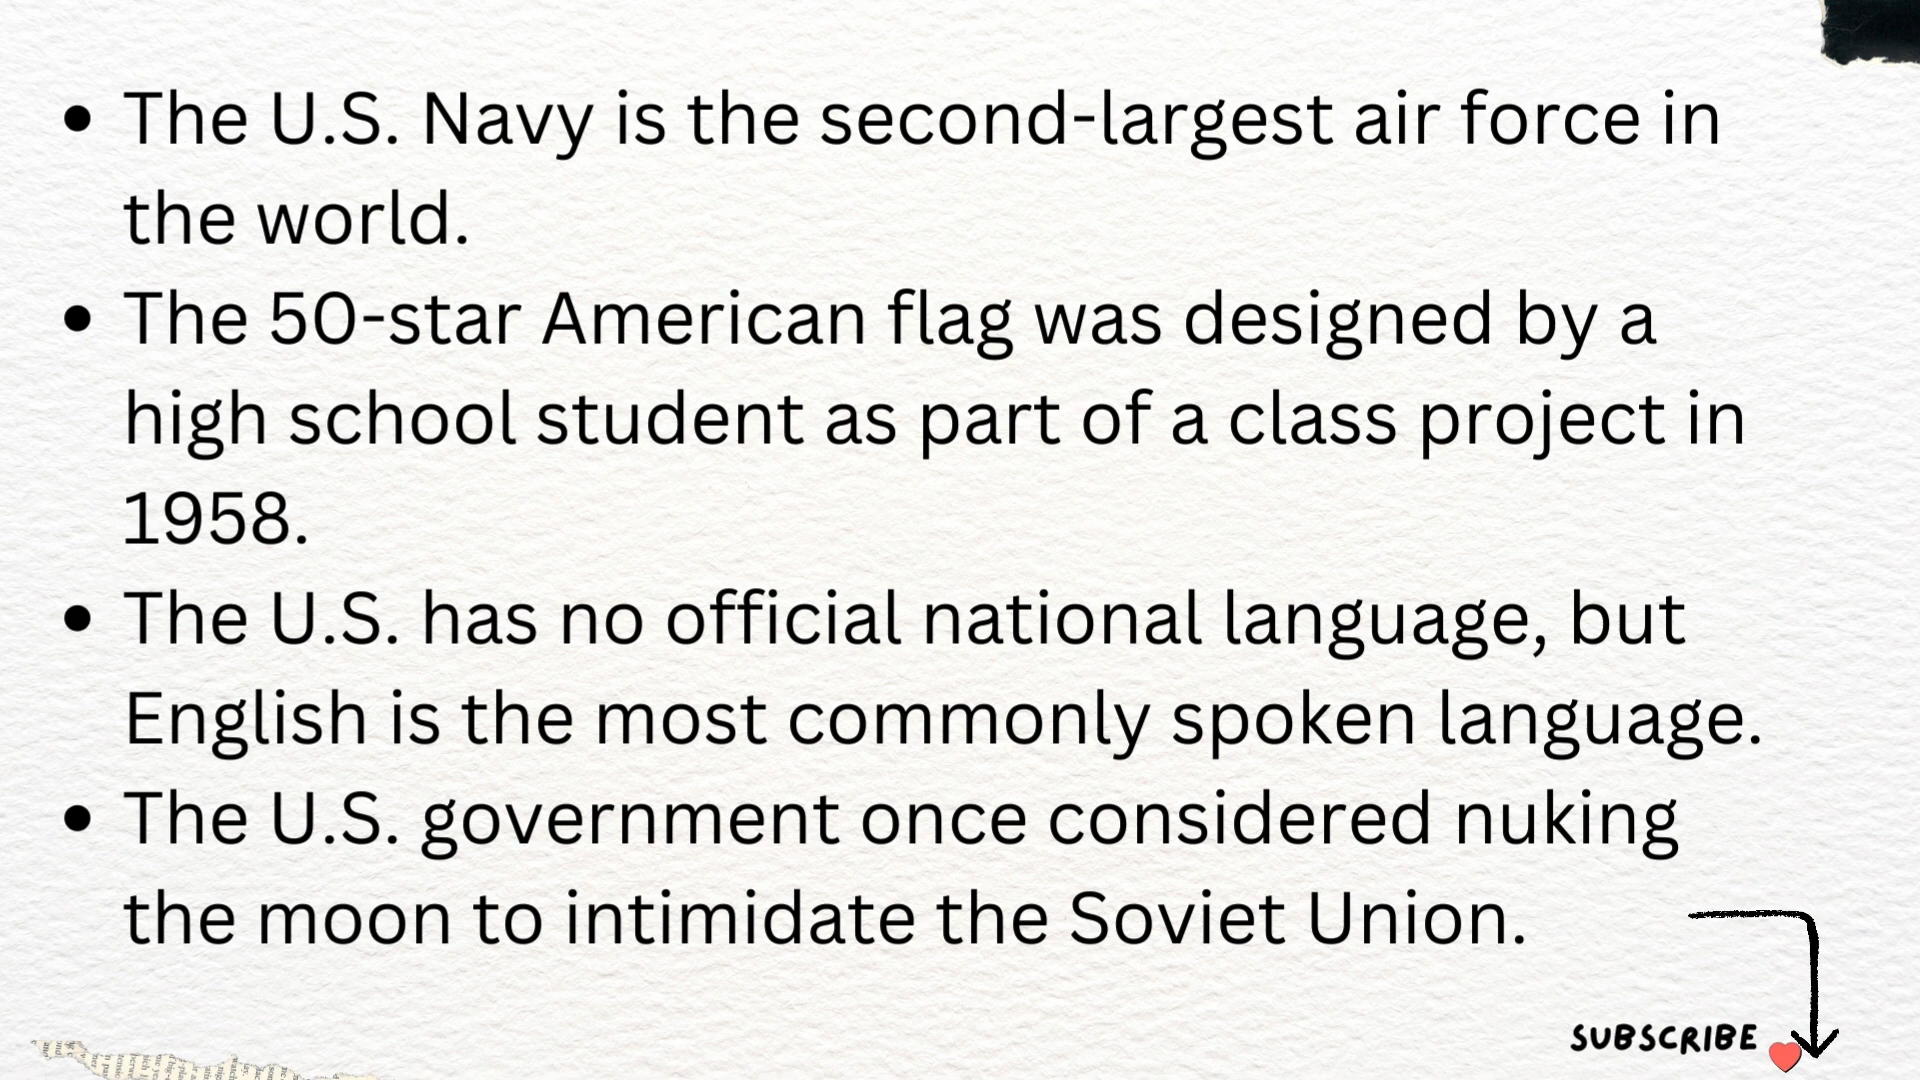 • The U.S. Navy is the second-largest air force in
the world.
• The 50-star American flag was designed by a
high school student as part of a class project in
1958.
• The U.S. has no official national language, but
English is the most commonly spoken language.
• The U.S. government once considered nuking
the moon to intimidate the Soviet Union.
SUBSCRIBE